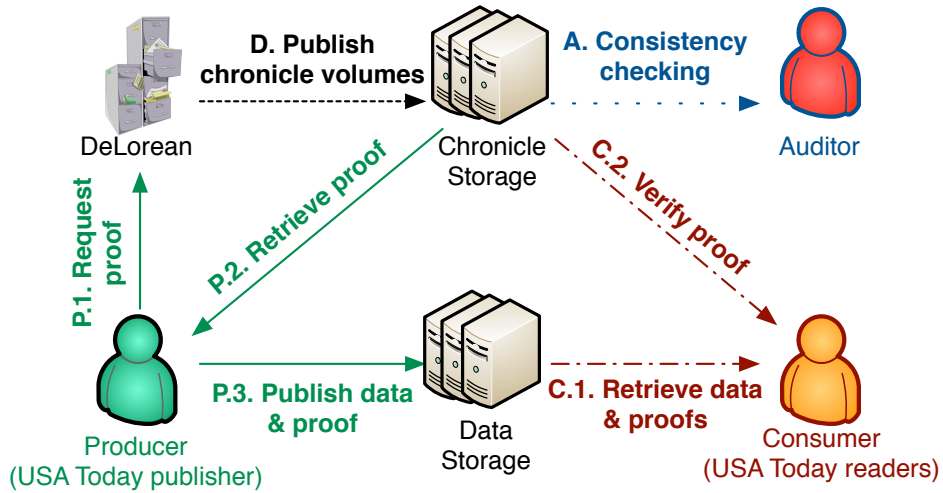 D. Publish
chronicle volumes
A. Consistency
checking
DeLorean
Chronicle
Storage
Auditor
P.1. Request
proof
P.2. Retrieve proof
C.2. Verify proof
P.3. Publish data
& proof
C.1. Retrieve data
& proofs
Producer
(USA Today publisher)
Data
Storage
Consumer
(USA Today readers)